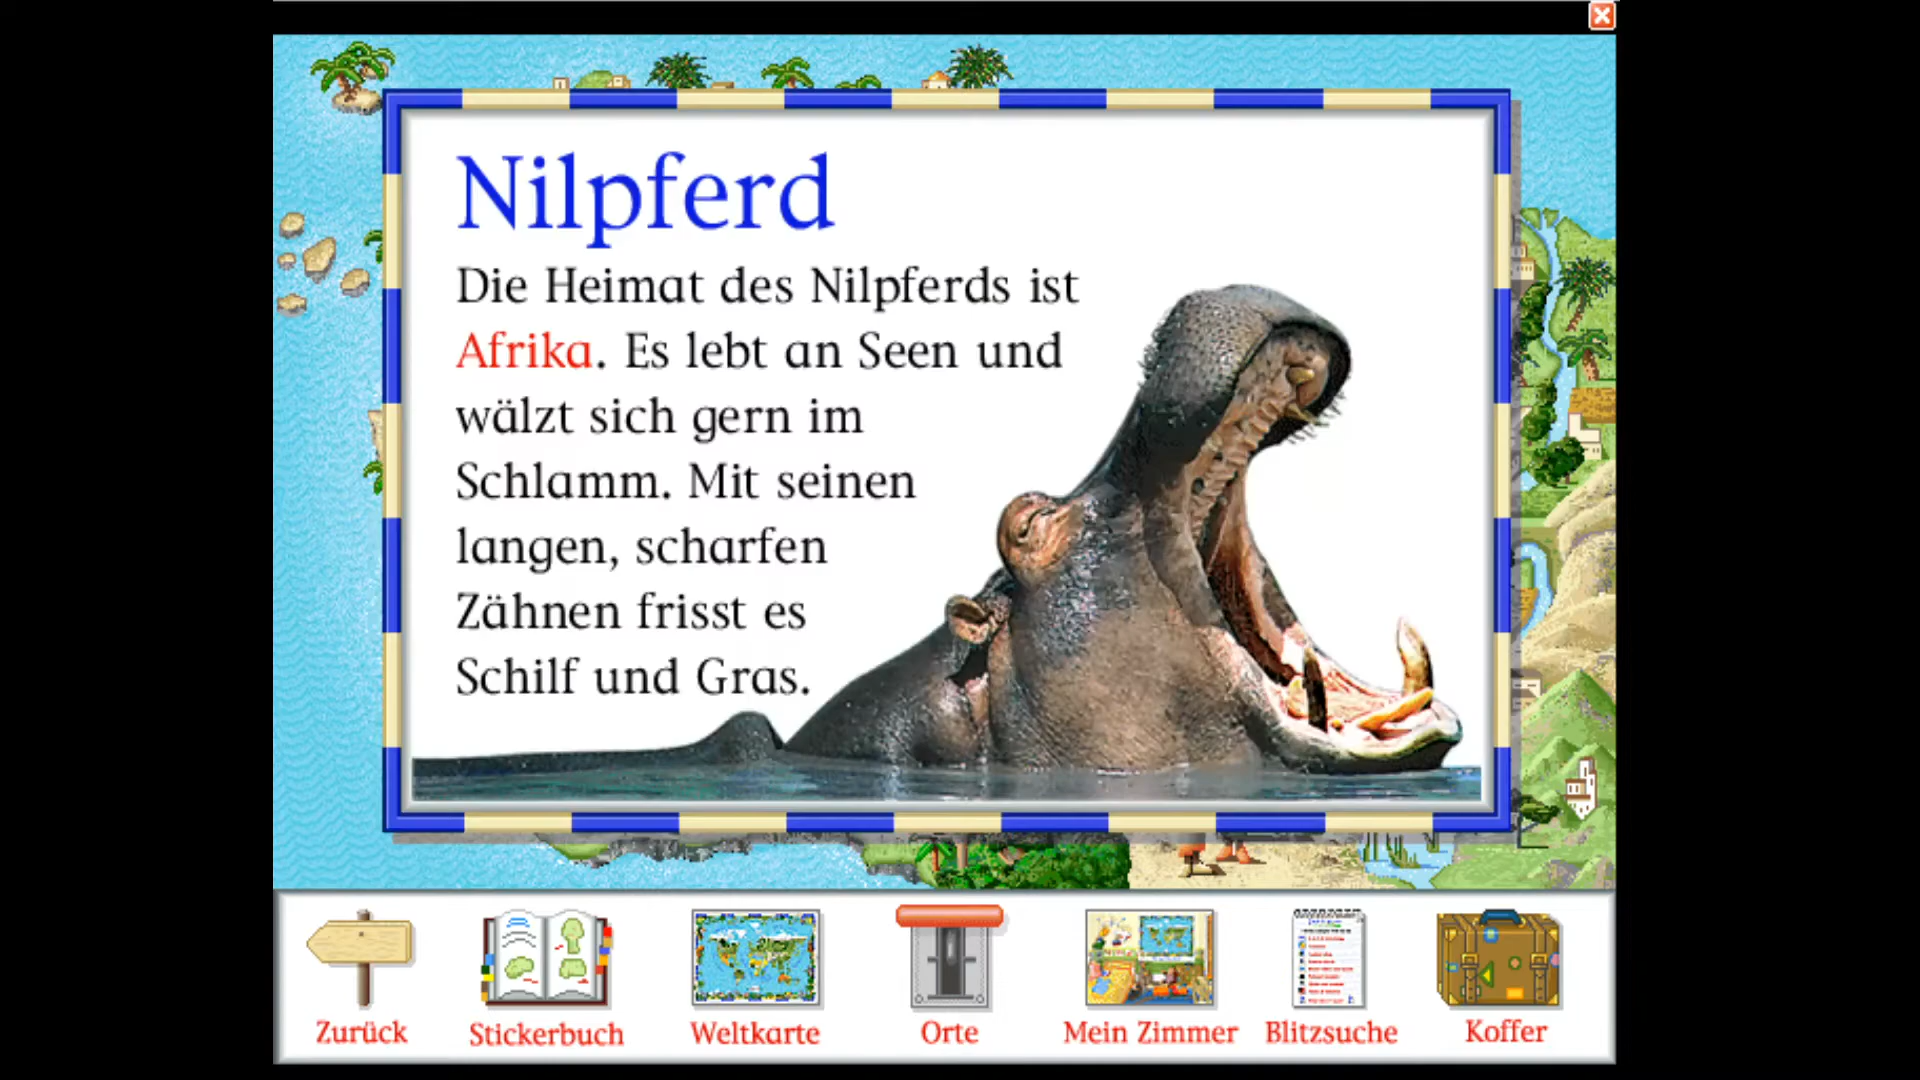 Nilpferd
Die Heimat des Nilpferds ist
Afrika. Es lebt an Seen und
wälzt sich gern im
Schlamm. Mit seinen
langen, scharfen
Zähnen frisst es
Schilf und Gras.
Zurück
Stickerbuch
Weltkarte
Orte
Mein Zimmer
Blitzsuche
Koffer